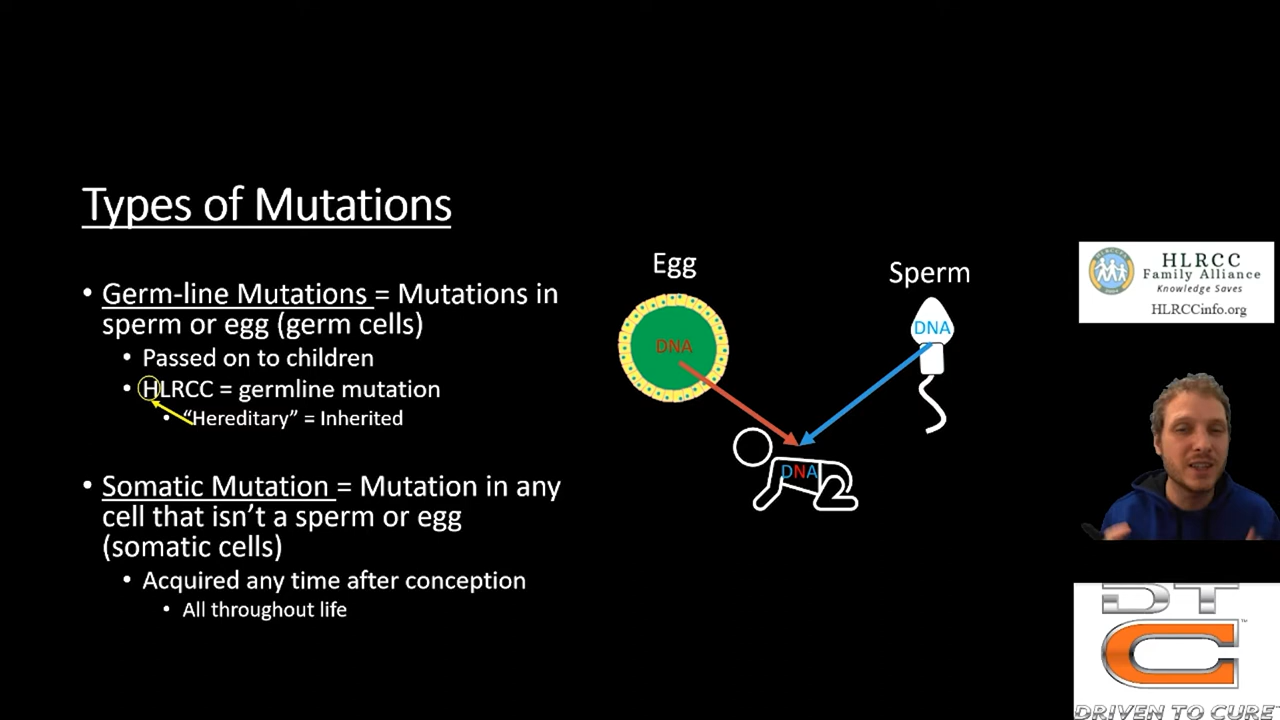 Types of Mutations
• Germ-line Mutations = Mutations in
sperm or egg (germ cells)
• Passed on to children
• HLRCC = germline mutation
• “Hereditary” = Inherited
• Somatic Mutation = Mutation in any
cell that isn’t a sperm or egg
(somatic cells)
• Acquired any time after conception
• All throughout life
Egg
Sperm
DNA
DNA
DNA
HLRCC
Family Alliance
Knowledge Saves
HLRCCinfo.org
DT
C
™
DRIVEN TO CURE